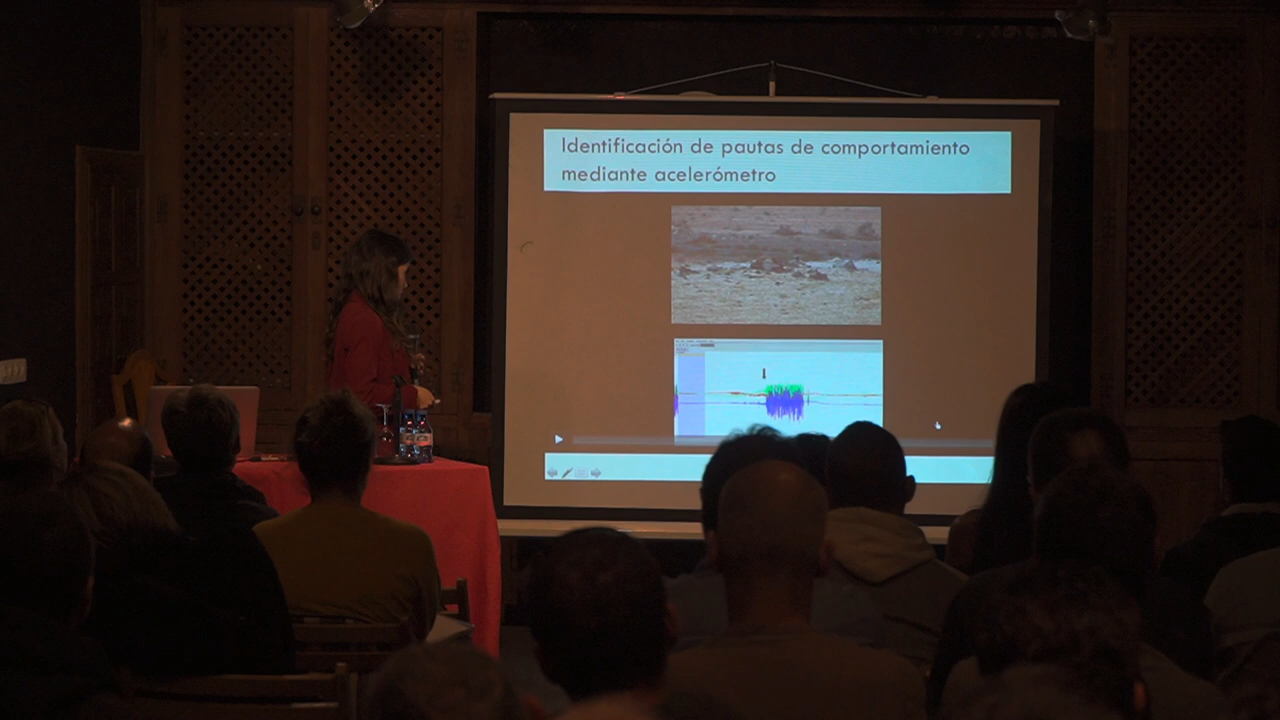 Identificación de pautas de comportamiento
mediante acelerómetro